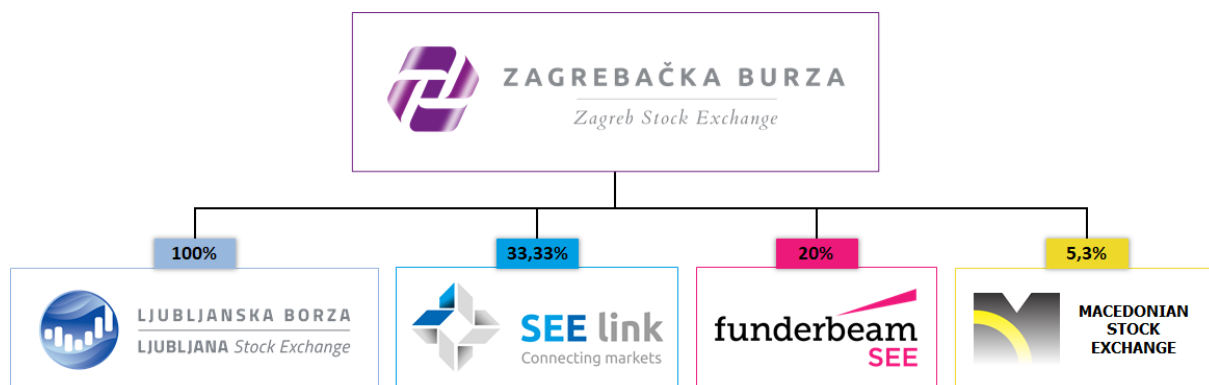 ZAGREBAČKA BURZA
Zagreb Stock Exchange
100%
33,33%
20%
5,3%
LJUBLJANSKA BORZA
LJUBLJANA Stock Exchange
SEE link
Connecting markets
funderbeam
SEE
MACEDONIAN
STOCK
EXCHANGE